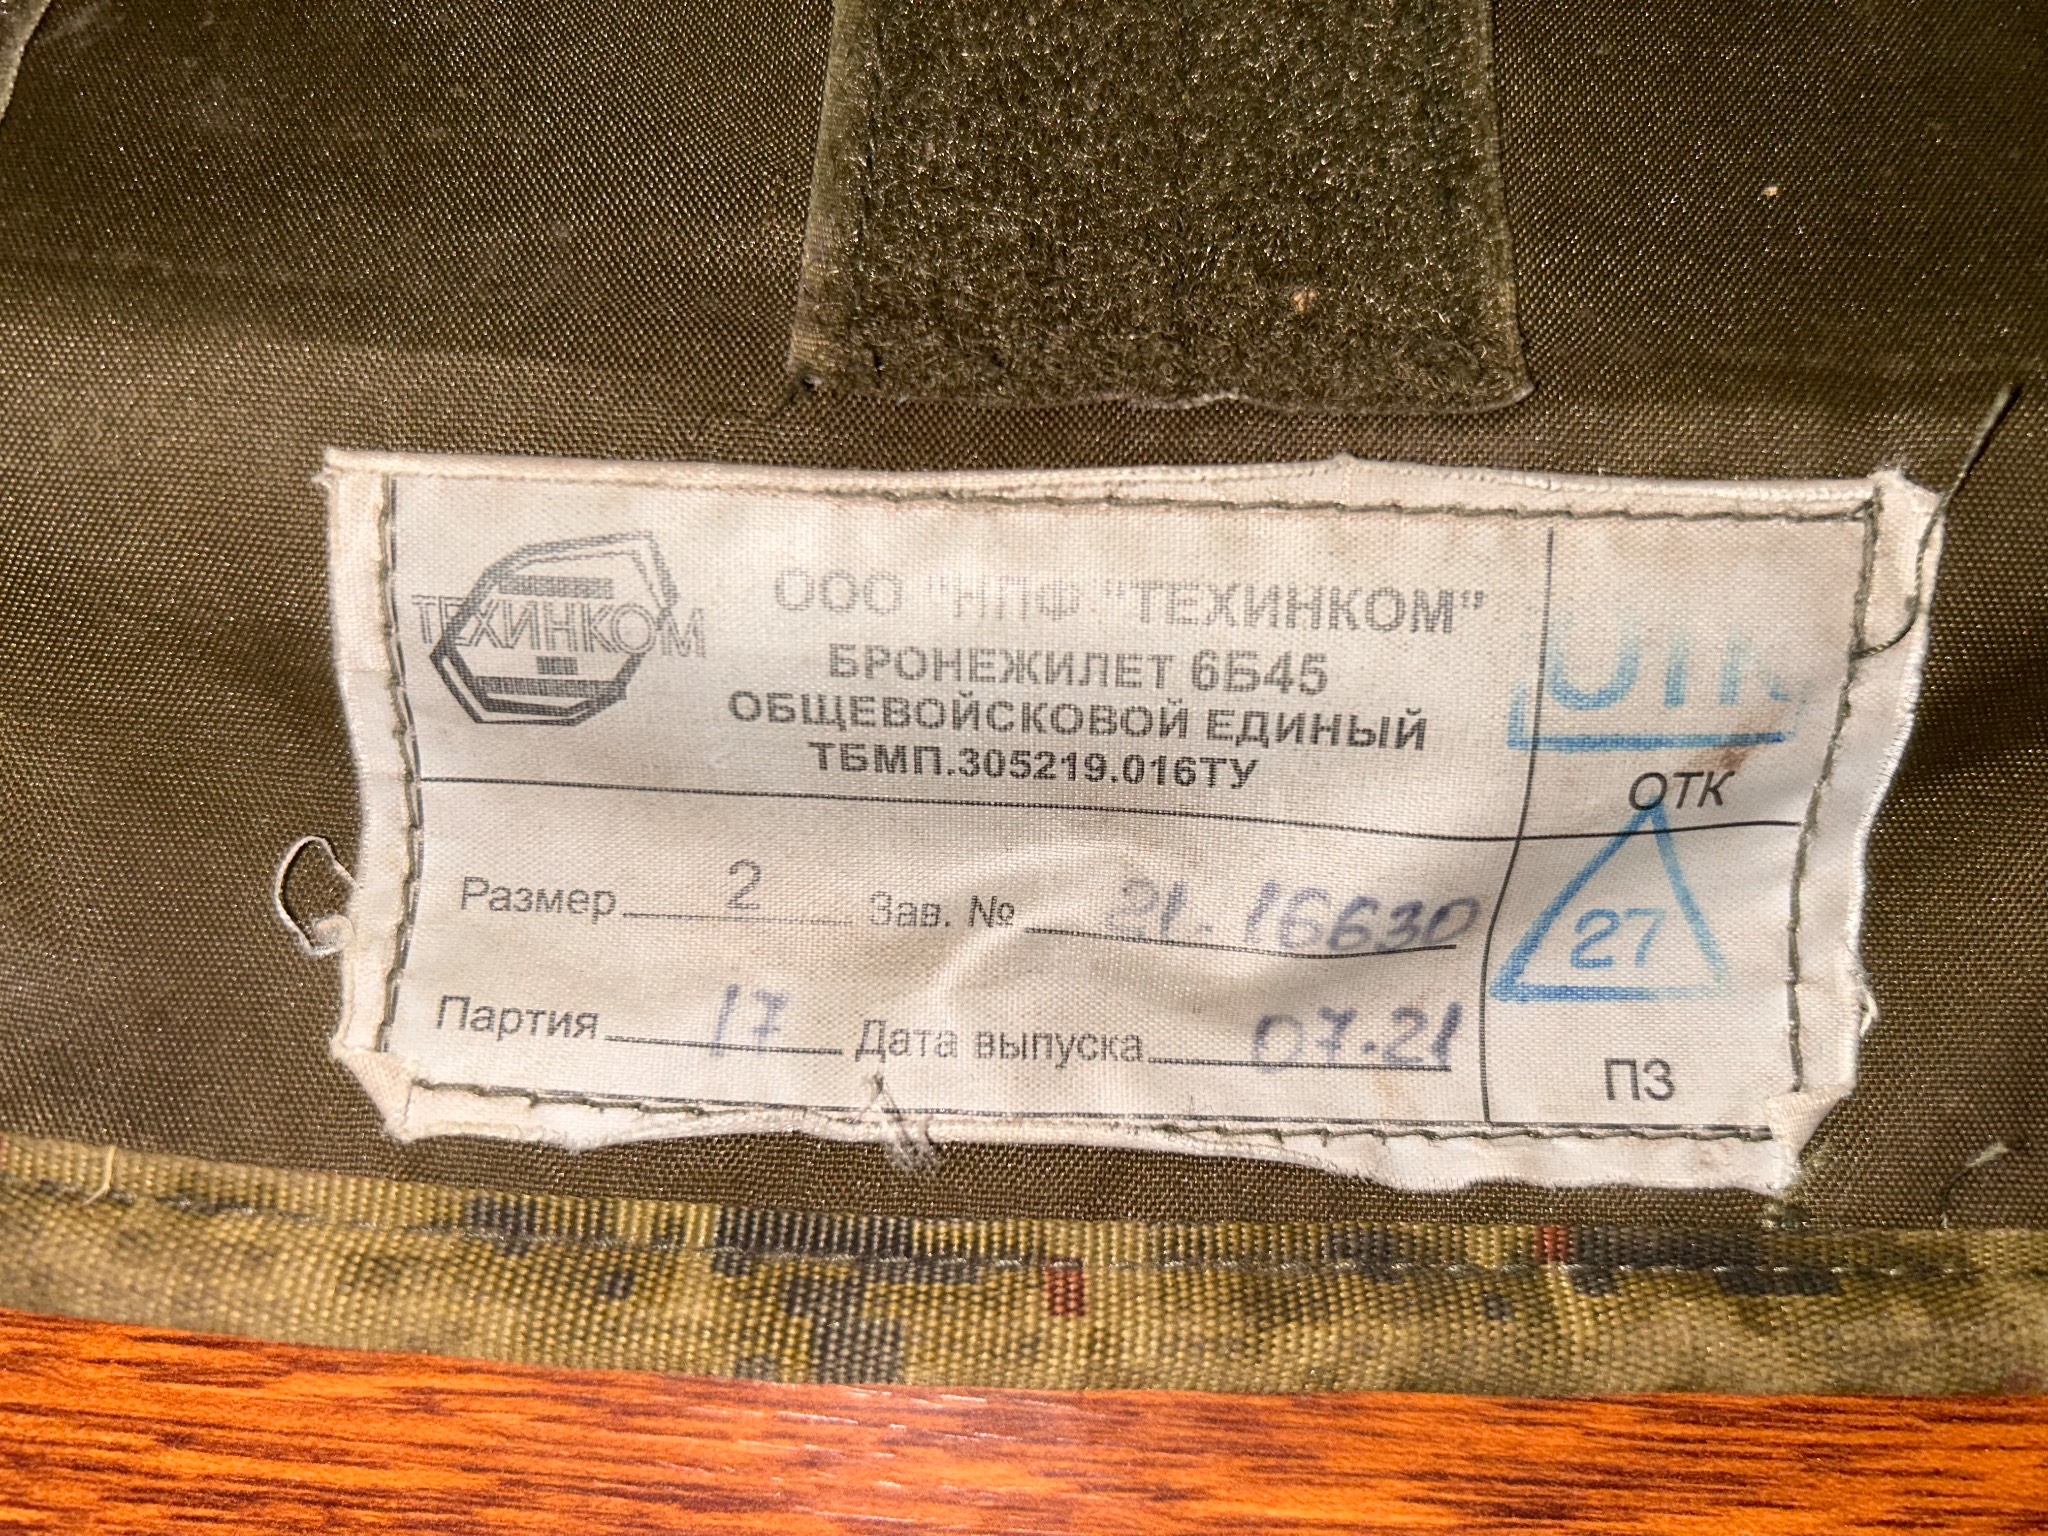 ТЕХИНКОМ
ООО "НПФ "ТЕХИНКОМ"
БРОНЕЖИЛЕТ 6Б45
ОБЩЕВОЙСКОВОЙ ЕДИНЫЙ
ТБМП.305219.016ТУ
ОТК
ОТК
Размер 2 Зав. № 21-16630
27
Партия 17 Дата выпуска 07.21
ПЗ